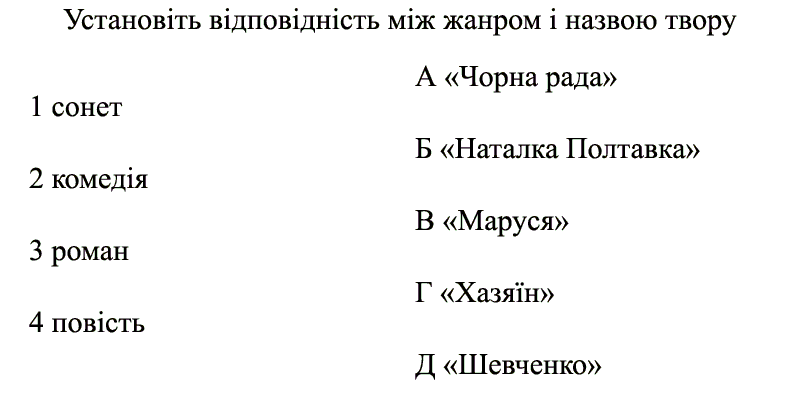 Установіть відповідність між жанром і назвою твору
1 сонет
2 комедія
3 роман
4 повість
А «Чорна рада»
Б «Наталка Полтавка»
В «Маруся»
Г «Хазяїн»
Д «Шевченко»